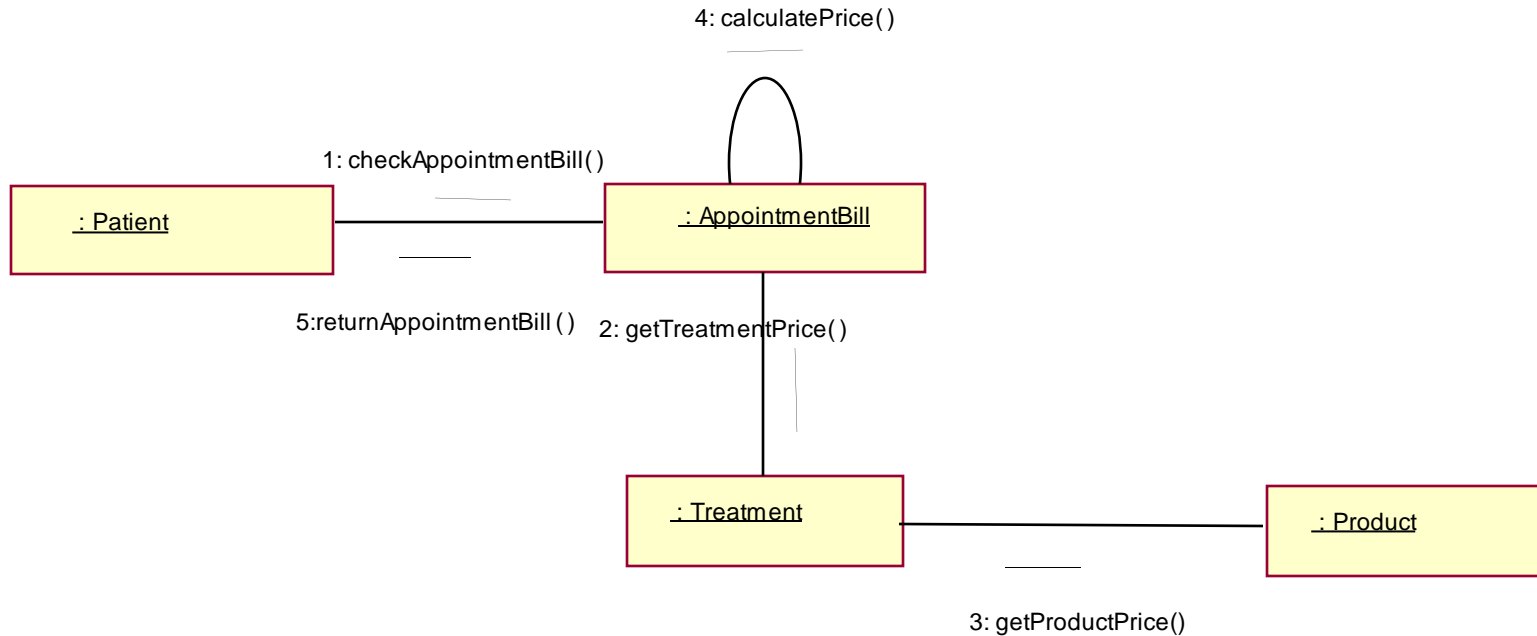 4: calculatePrice()
1: checkAppointmentBill()
: Patient
: AppointmentBill
5:returnAppointmentBill ()
2: getTreatmentPrice()
: Treatment
: Product
3: getProductPrice()